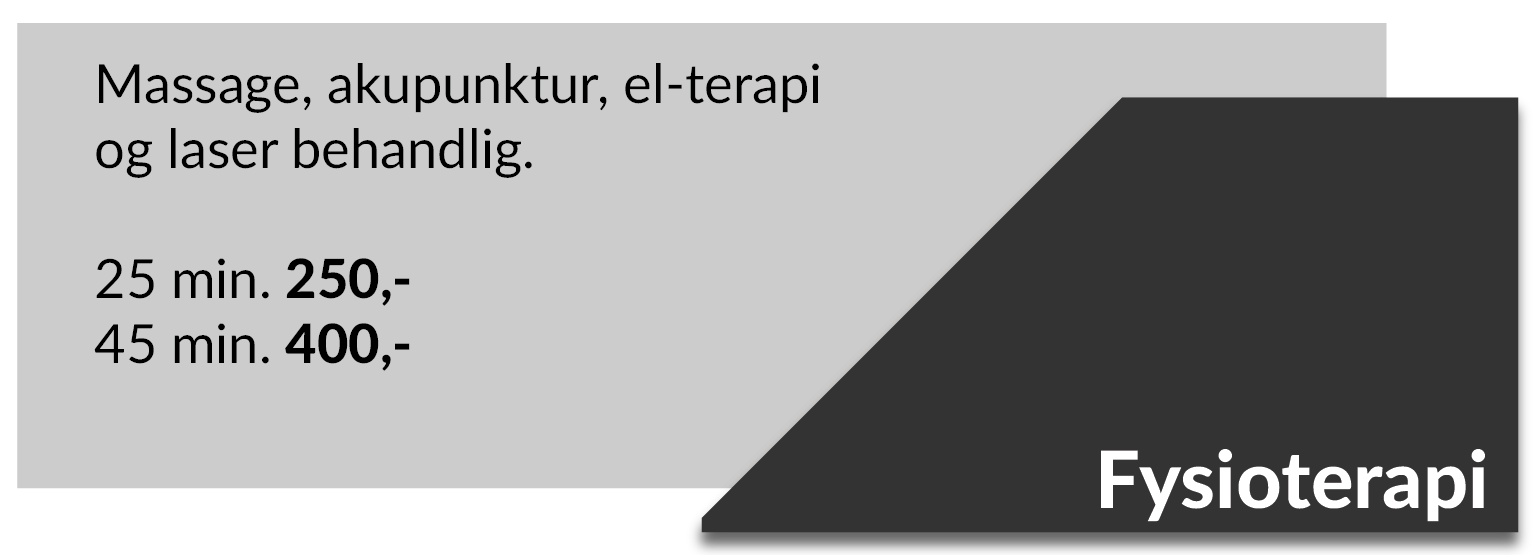 Massage, akupunktur, el-terapi
og laser behandlig.
25 min. 250,-
45 min. 400,-
Fysioterapi